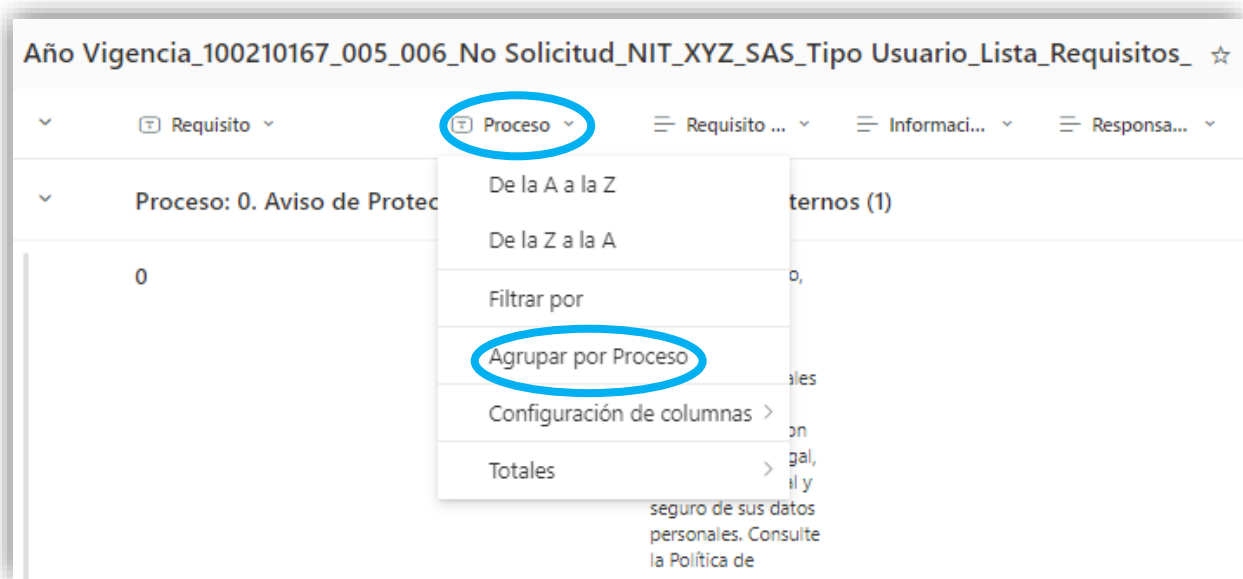 Año Vigencia_100210167_005_006_No Solicitud_NIT_XYZ_SAS_Tipo Usuario_Lista_Requisitos_
Requisito Proceso Requisito ... Informaci... Responsa...
Proceso: 0. Aviso de Protec ternos (1)
De la A a la Z
De la Z a la A
Filtrar por
Agrupar por Proceso
Configuración de columnas
Totales
0
o,
ales
on
gal,
al y
seguro de sus datos
personales. Consulte
la Política de